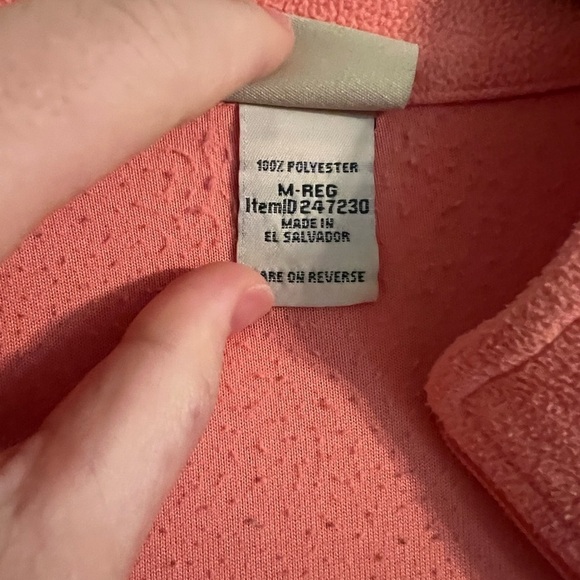 100% POLYESTER
M-REG
ItemID 247230
MADE IN
EL SALVADOR
ARE ON REVERSE